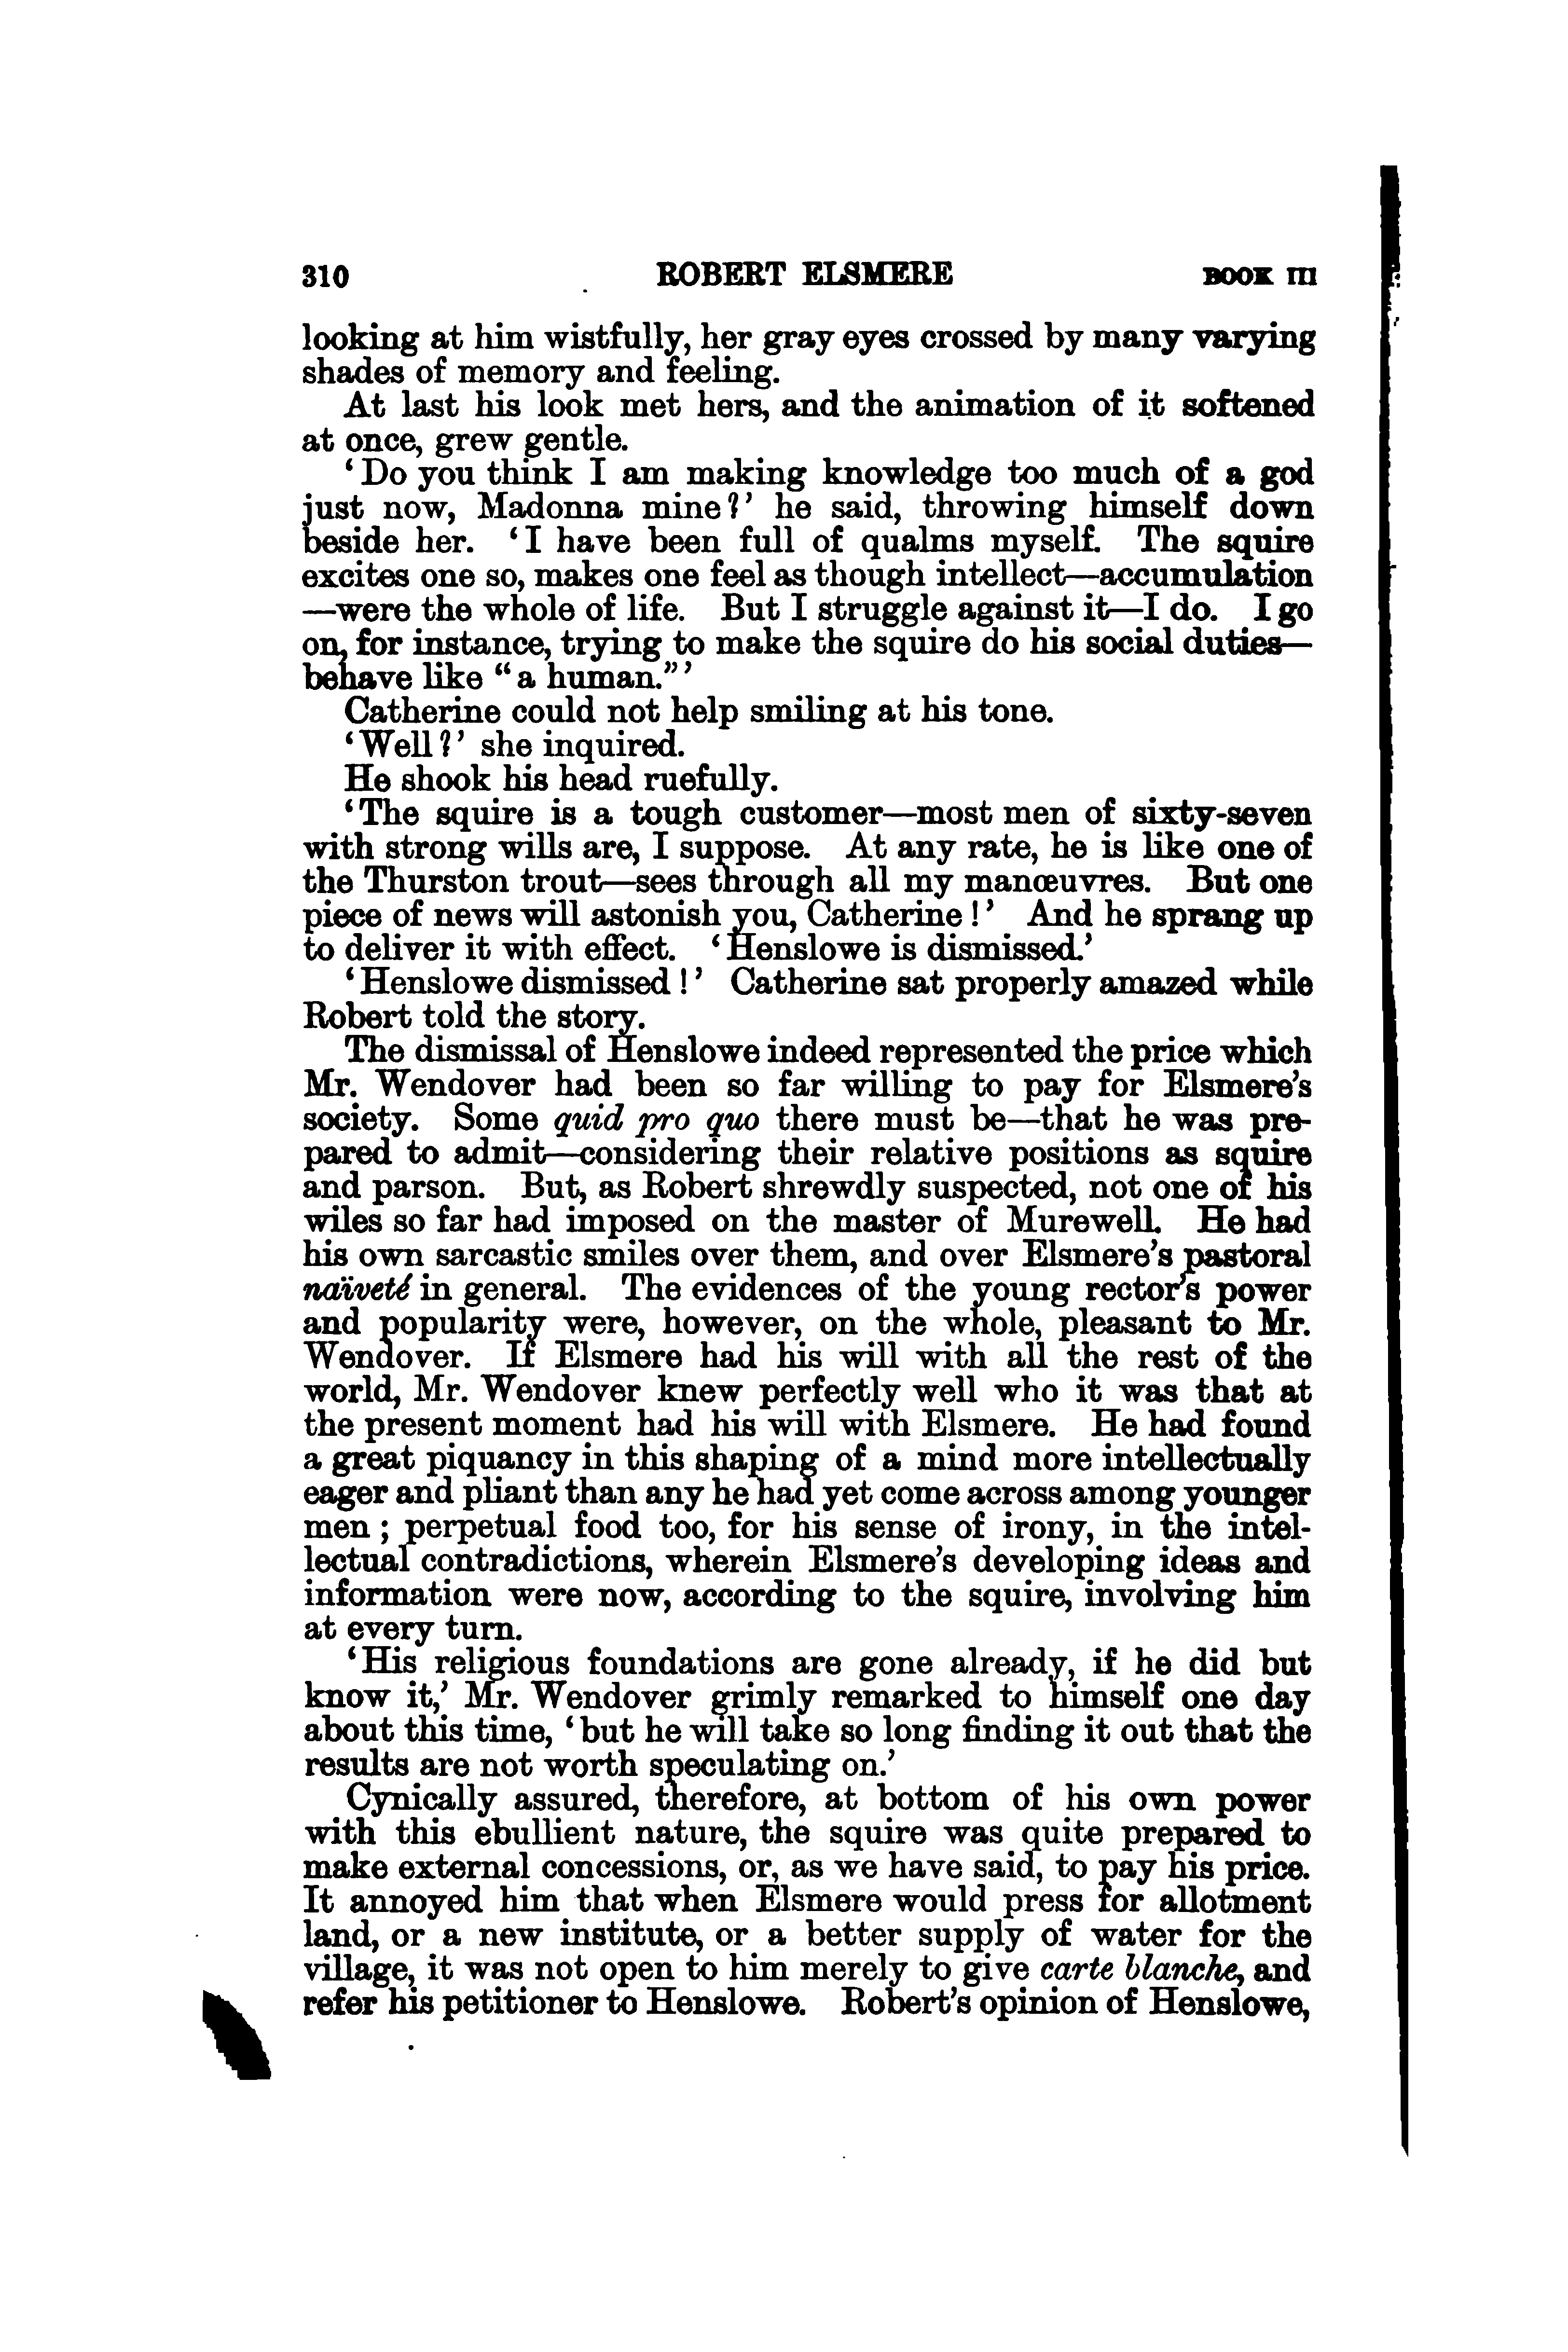 310 ROBERT ELSMERE BOOK III
looking at him wistfully, her gray eyes crossed by many varying
shades of memory and feeling.
At last his look met hers, and the animation of it softened
at once, grew gentle.
‘Do you think I am making knowledge too much of a god
just now, Madonna mine?’ he said, throwing himself down
beside her. ‘I have been full of qualms myself. The squire
excites one so, makes one feel as though intellect—accumulation
—were the whole of life. But I struggle against it—I do. I go
on, for instance, trying to make the squire do his social duties—
behave like “a human.”’
Catherine could not help smiling at his tone.
‘Well?’ she inquired.
He shook his head ruefully.
‘The squire is a tough customer—most men of sixty-seven
with strong wills are, I suppose. At any rate, he is like one of
the Thurston trout—sees through all my manœuvres. But one
piece of news will astonish you, Catherine!’ And he sprang up
to deliver it with effect. ‘Henslowe is dismissed.’
‘Henslowe dismissed!’ Catherine sat properly amazed while
Robert told the story.
The dismissal of Henslowe indeed represented the price which
Mr. Wendover had been so far willing to pay for Elsmere’s
society. Some quid pro quo there must be—that he was pre-
pared to admit—considering their relative positions as squire
and parson. But, as Robert shrewdly suspected, not one of his
wiles so far had imposed on the master of Murewell. He had
his own sarcastic smiles over them, and over Elsmere’s pastoral
naïveté in general. The evidences of the young rector’s power
and popularity were, however, on the whole, pleasant to Mr.
Wendover. If Elsmere had his will with all the rest of the
world, Mr. Wendover knew perfectly well who it was that at
the present moment had his will with Elsmere. He had found
a great piquancy in this shaping of a mind more intellectually
eager and pliant than any he had yet come across among younger
men; perpetual food too, for his sense of irony, in the intel-
lectual contradictions, wherein Elsmere’s developing ideas and
information were now, according to the squire, involving him
at every turn.
‘His religious foundations are gone already, if he did but
know it,’ Mr. Wendover grimly remarked to himself one day
about this time, ‘but he will take so long finding it out that the
results are not worth speculating on.’
Cynically assured, therefore, at bottom of his own power
with this ebullient nature, the squire was quite prepared to
make external concessions, or, as we have said, to pay his price.
It annoyed him that when Elsmere would press for allotment
land, or a new institute, or a better supply of water for the
village, it was not open to him merely to give carte blanche, and
refer his petitioner to Henslowe. Robert’s opinion of Henslowe,